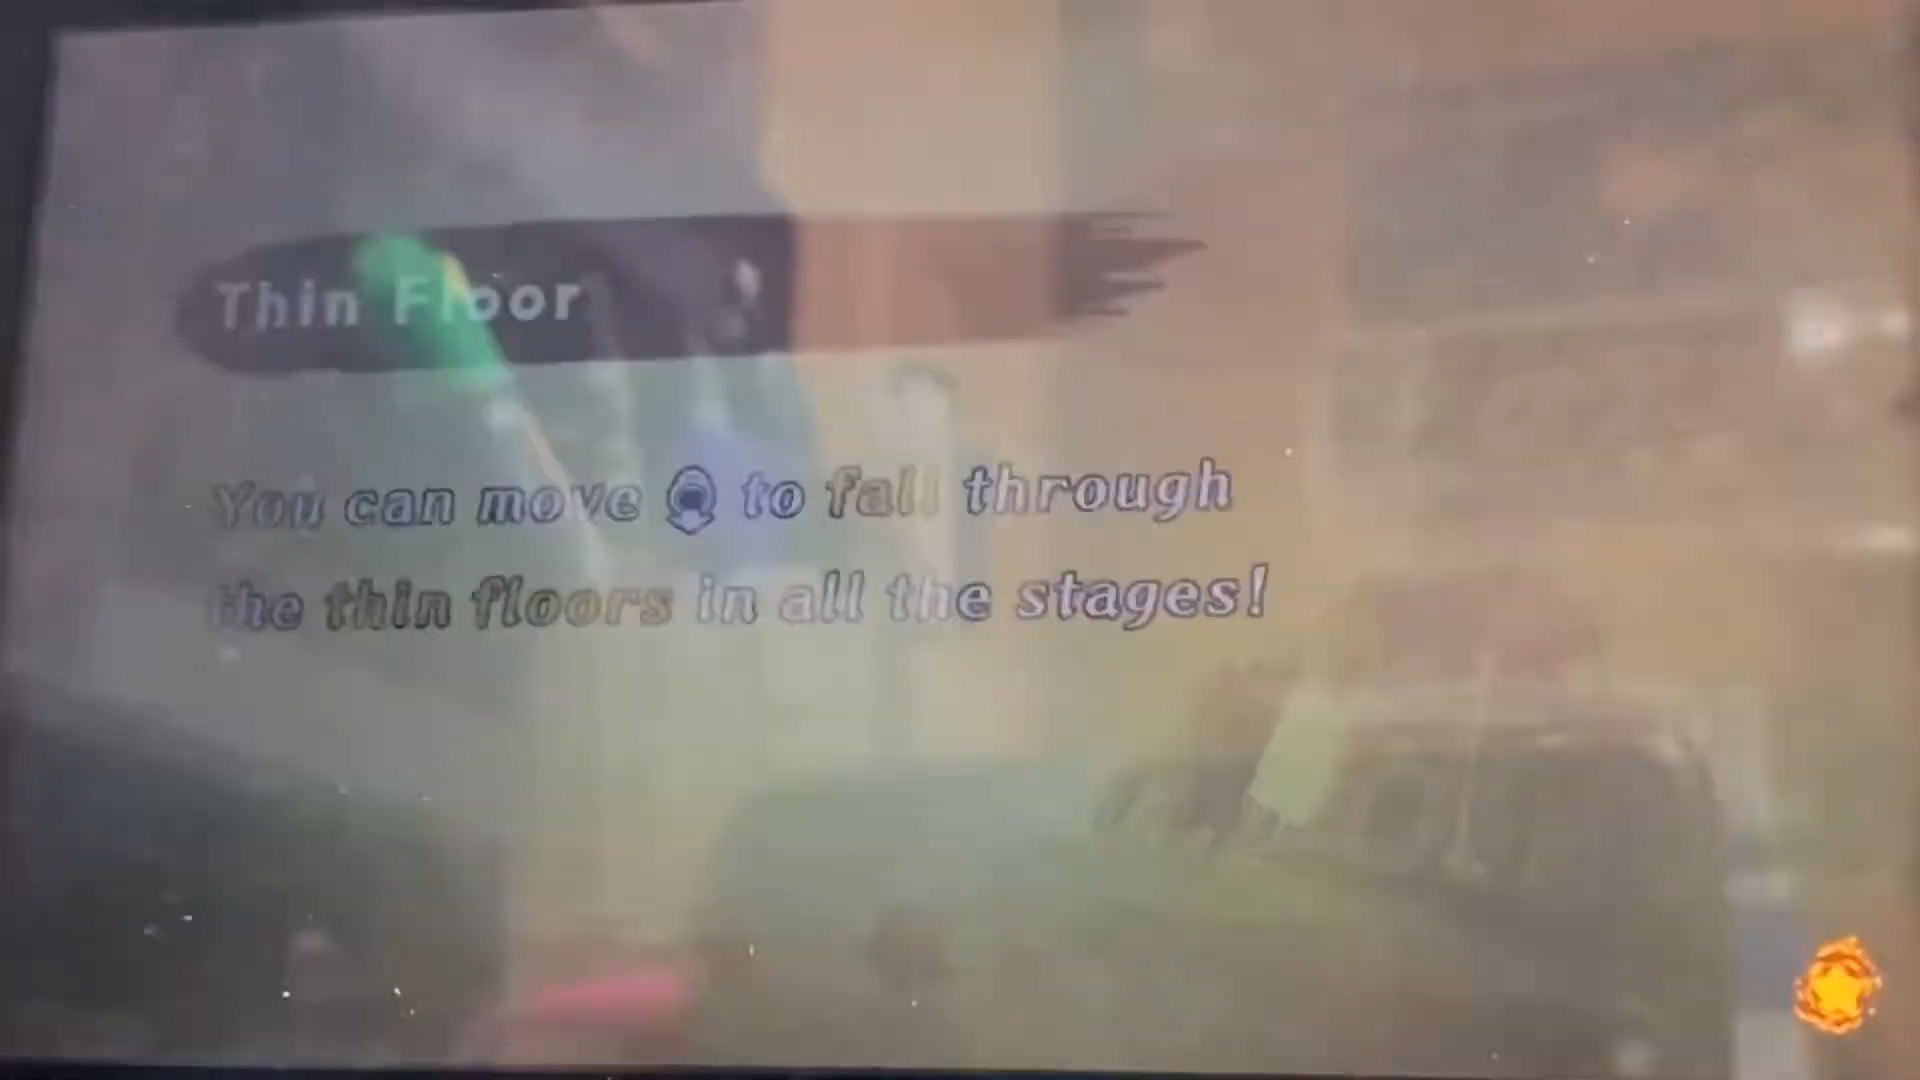 Thin Floor
You can move to fall through
the thin floors in all the stages!